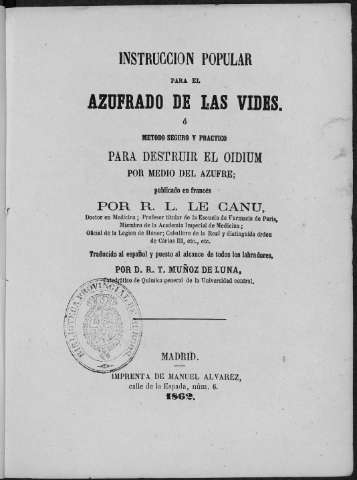 INSTRUCCION POPULAR
PARA EL
AZUFRADO DE LAS VIDES.
ó
METODO SEGURO Y PRACTICO
PARA DESTRUIR EL OIDIUM
POR MEDIO DEL AZUFRE;
publicado en frances
POR R. L. LE CANU,
Doctor en Medicina; Profesor titular de la Escuela de Farmacia de Paris,
Miembro de la Academia Imperial de Medicina;
Oficial de la Legion de Honor; Caballero de la Real y distinguida órden
de Cárlos III, etc., etc.
Traducido al español y puesto al alcance de todos los labradores,
POR D. R. T. MUÑOZ DE LUNA,
Catedrático de Química general de la Universidad central.
BIBLIOTECA PROVINCIAL DE
MADRID.
IMPRENTA DE MANUEL ALVAREZ,
calle de la Espada, núm. 6.
1862.